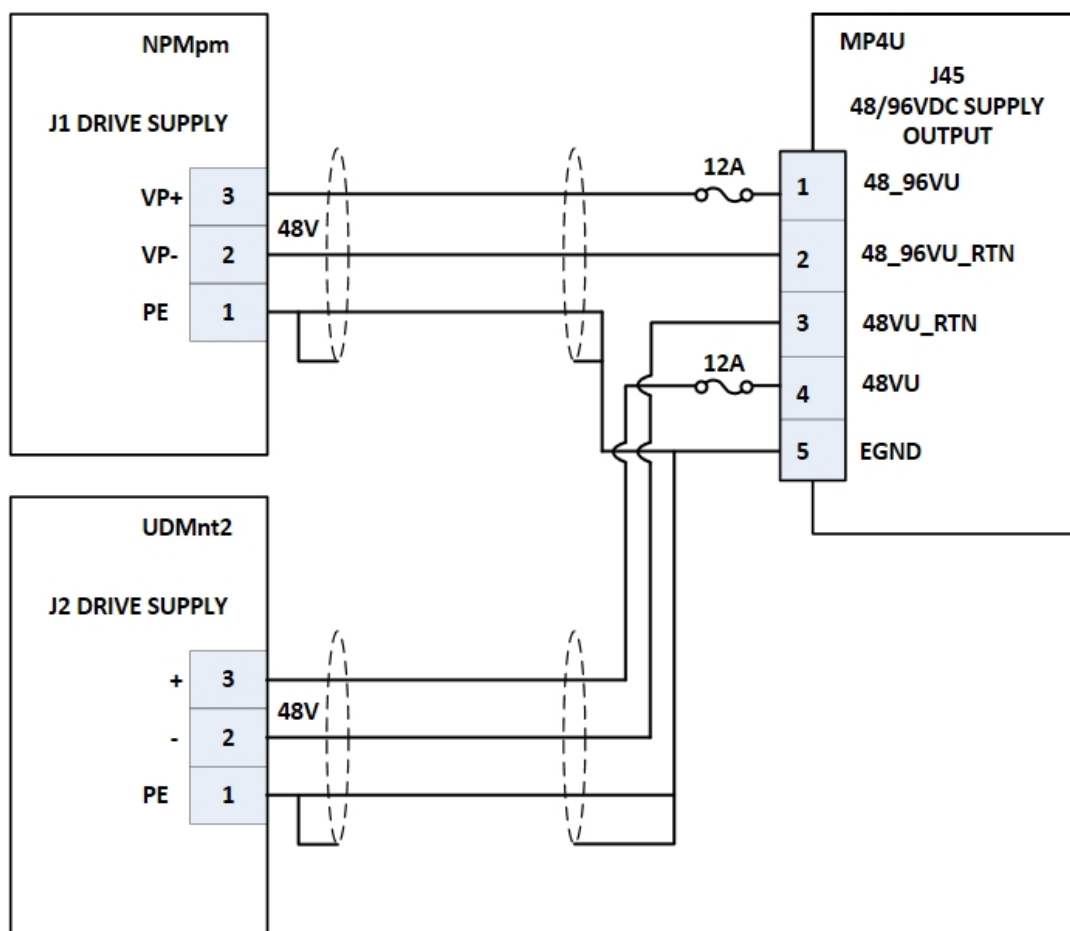 NPMpm
J1 DRIVE SUPPLY
VP+ 3
48V
VP- 2
PE 1
MP4U
J45
48/96VDC SUPPLY
OUTPUT
12A
1 48_96VU
2 48_96VU_RTN
3 48VU_RTN
12A
4 48VU
5 EGND
UDMnt2
J2 DRIVE SUPPLY
+ 3
48V
- 2
PE 1